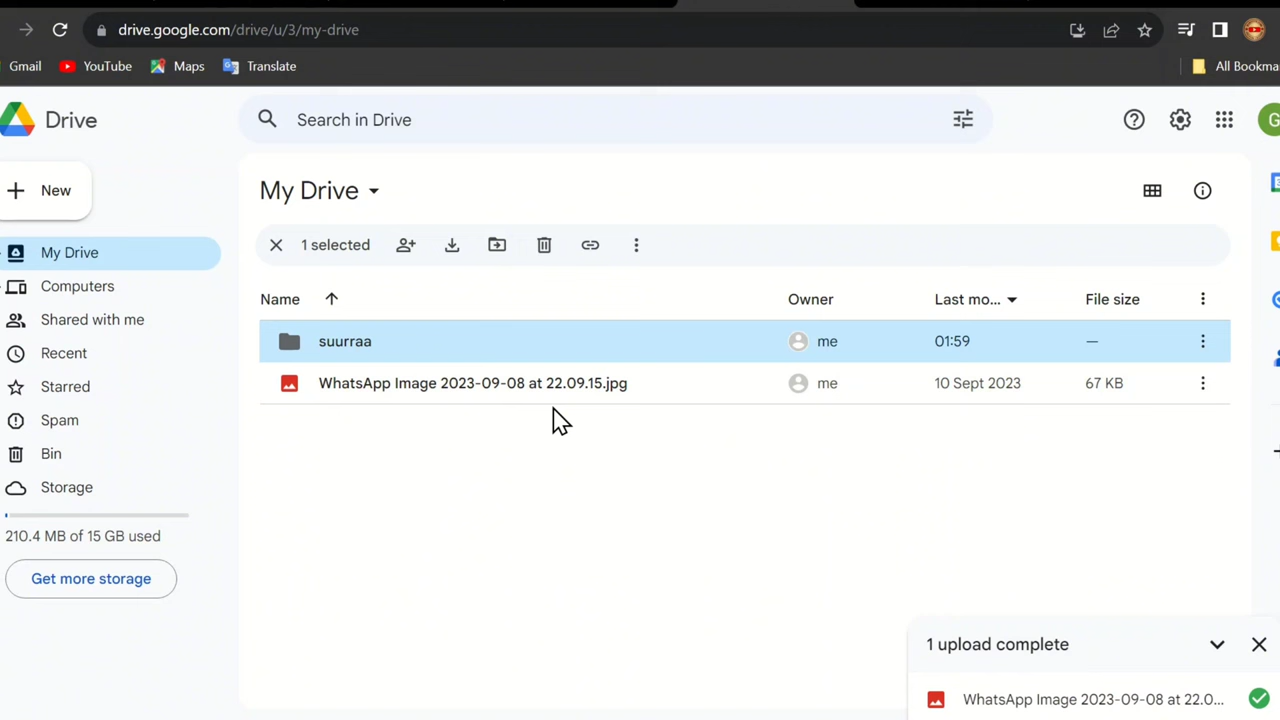 drive.google.com/drive/u/3/my-drive
Gmail YouTube Maps Translate All Bookma
Drive
Search in Drive
G
New
My Drive
1 selected
My Drive
Computers
Shared with me
Recent
Starred
Spam
Bin
Storage
210.4 MB of 15 GB used
Get more storage
Name Owner Last mo... File size
suurraa me 01:59 —
WhatsApp Image 2023-09-08 at 22.09.15.jpg me 10 Sept 2023 67 KB
1 upload complete
WhatsApp Image 2023-09-08 at 22.0...